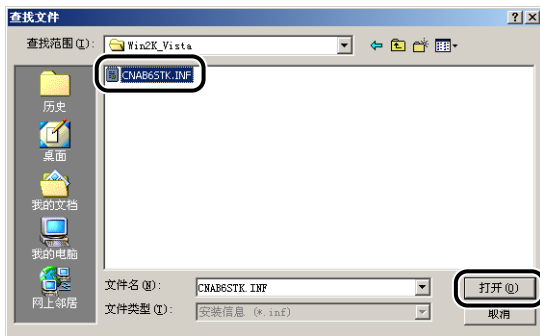 查找文件
查找范围(I): Win2K_Vista
CNAB6STK.INF
历史
桌面
我的文档
我的电脑
网上邻居
文件名(N): CNAB6STK.INF 打开(O)
文件类型(T): 安装信息 (*.inf) 取消